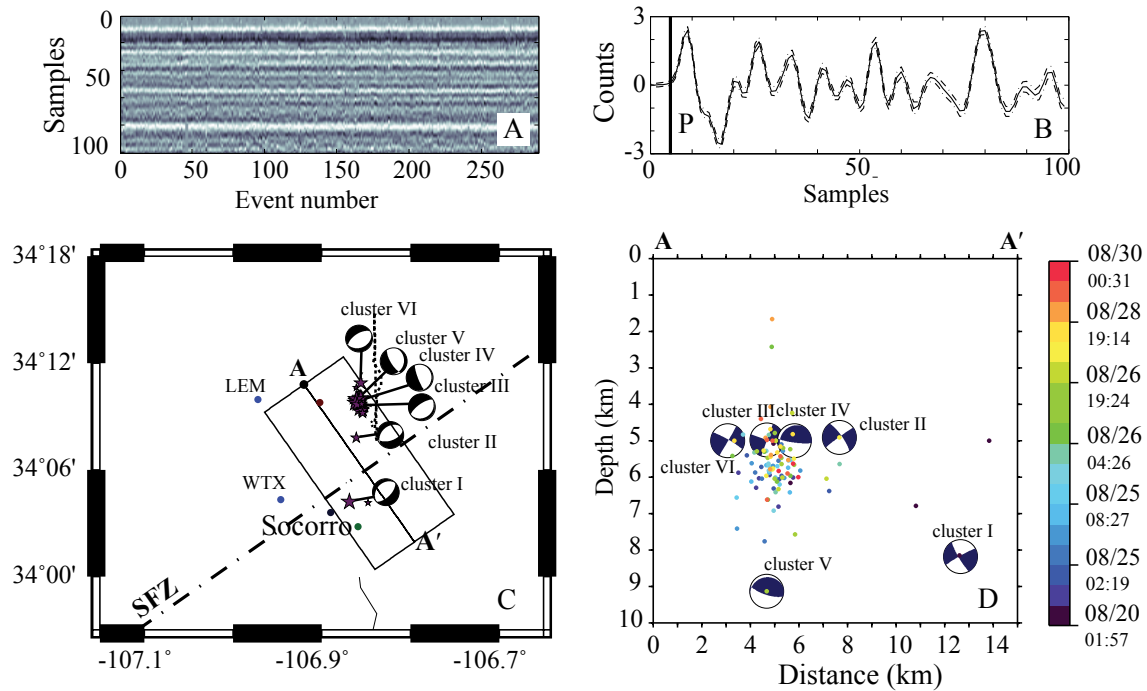 0
50
100
Samples
A
0 50 100 150 200 250
Event number
3
0
-3
Counts
P
B
50
100
Samples
34°18'
34°12'
34°06'
34°00'
-107.1° -106.9° -106.7°
cluster VI
cluster V
cluster IV
cluster III
cluster II
cluster I
A
LEM
WTX
Socorro
A'
SFZ
C
A A'
0
1
2
3
4
5
6
7
8
9
10
Depth (km)
cluster III cluster IV
cluster II
cluster VI
cluster I
cluster V
D
0 2 4 6 8 10 12 14
Distance (km)
08/30
00:31
08/28
19:14
08/26
19:24
08/26
04:26
08/25
08:27
08/25
02:19
08/20
01:57